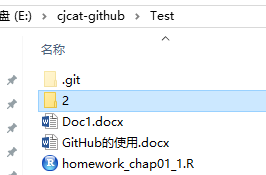 盘 (E:) > cjcat-github > Test
名称
.git
2
Doc1.docx
GitHub的使用.docx
homework_chap01_1.R